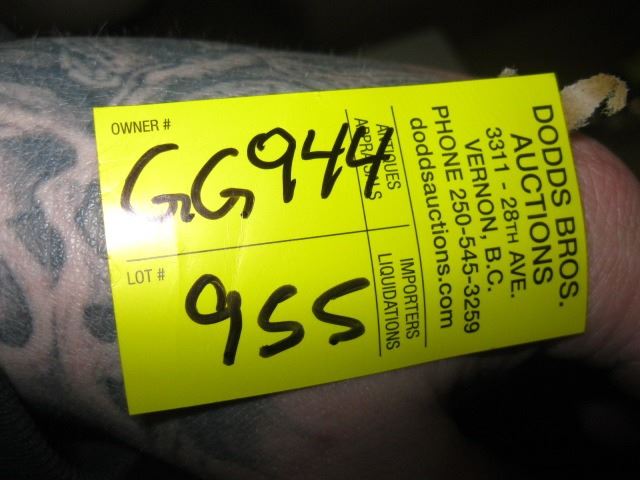 OWNER #
GG944
LOT #
955
ANTIQUES
APPRAISALS
IMPORTERS
LIQUIDATIONS
DODDS BROS.
AUCTIONS
3311 - 28TH AVE.
VERNON, B.C.
PHONE 250-545-3259
doddsauctions.com